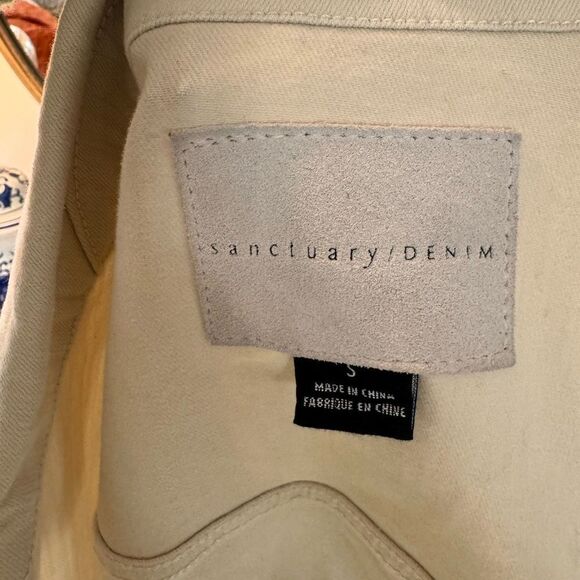 sanctuary/DENIM
S
MADE IN CHINA
FABRIQUE EN CHINE